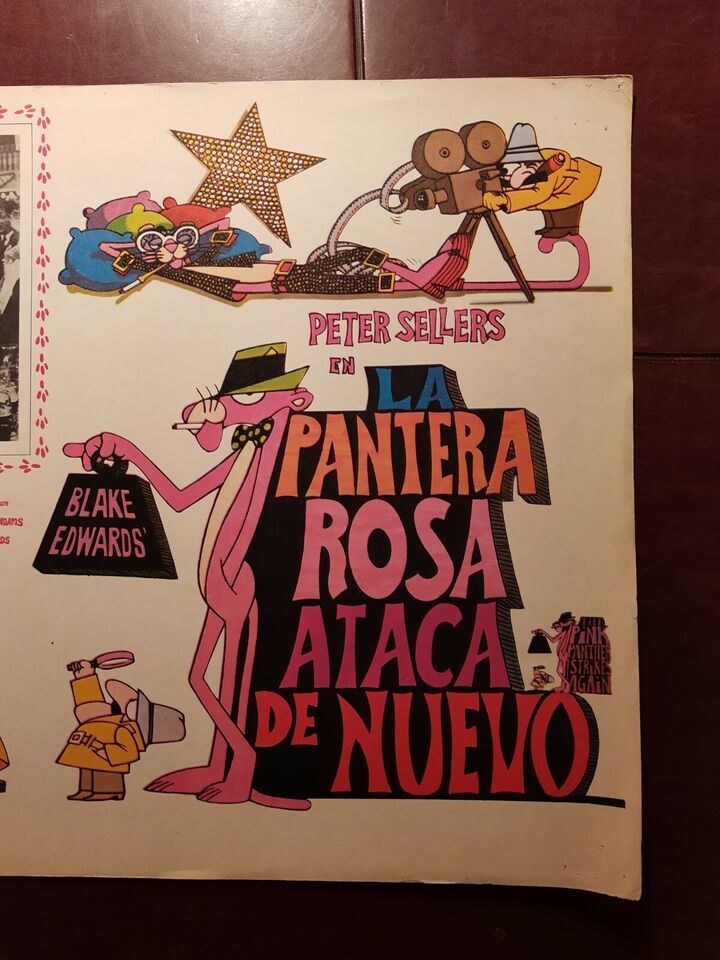 PETER SELLERS
EN
LA
PANTERA
ROSA
ATACA
DE NUEVO
BLAKE
EDWARDS'
THE
PINK
PANTHER
STRIKES
AGAIN